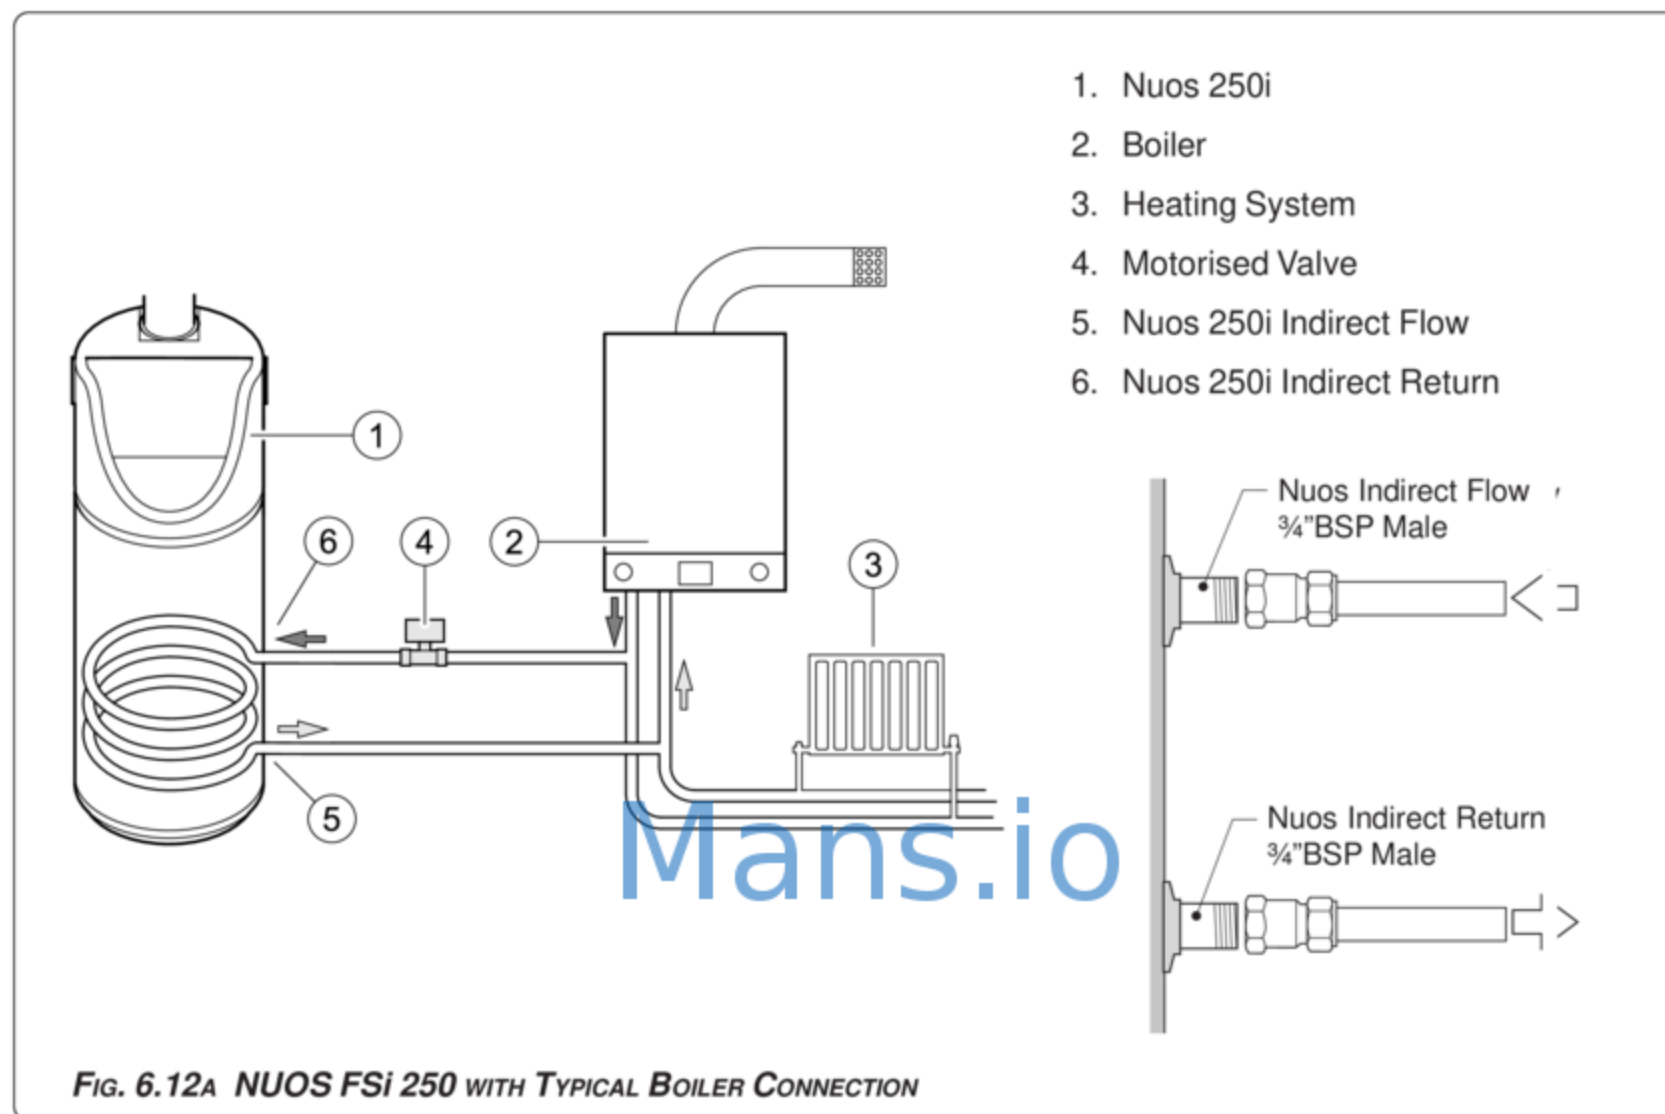 1. Nuos 250i
2. Boiler
3. Heating System
4. Motorised Valve
5. Nuos 250i Indirect Flow
6. Nuos 250i Indirect Return
1
6
4
2
3
5
Nuos Indirect Flow
¾”BSP Male
Nuos Indirect Return
¾”BSP Male
Mans.io
FIG. 6.12A NUOS FSi 250 WITH TYPICAL BOILER CONNECTION